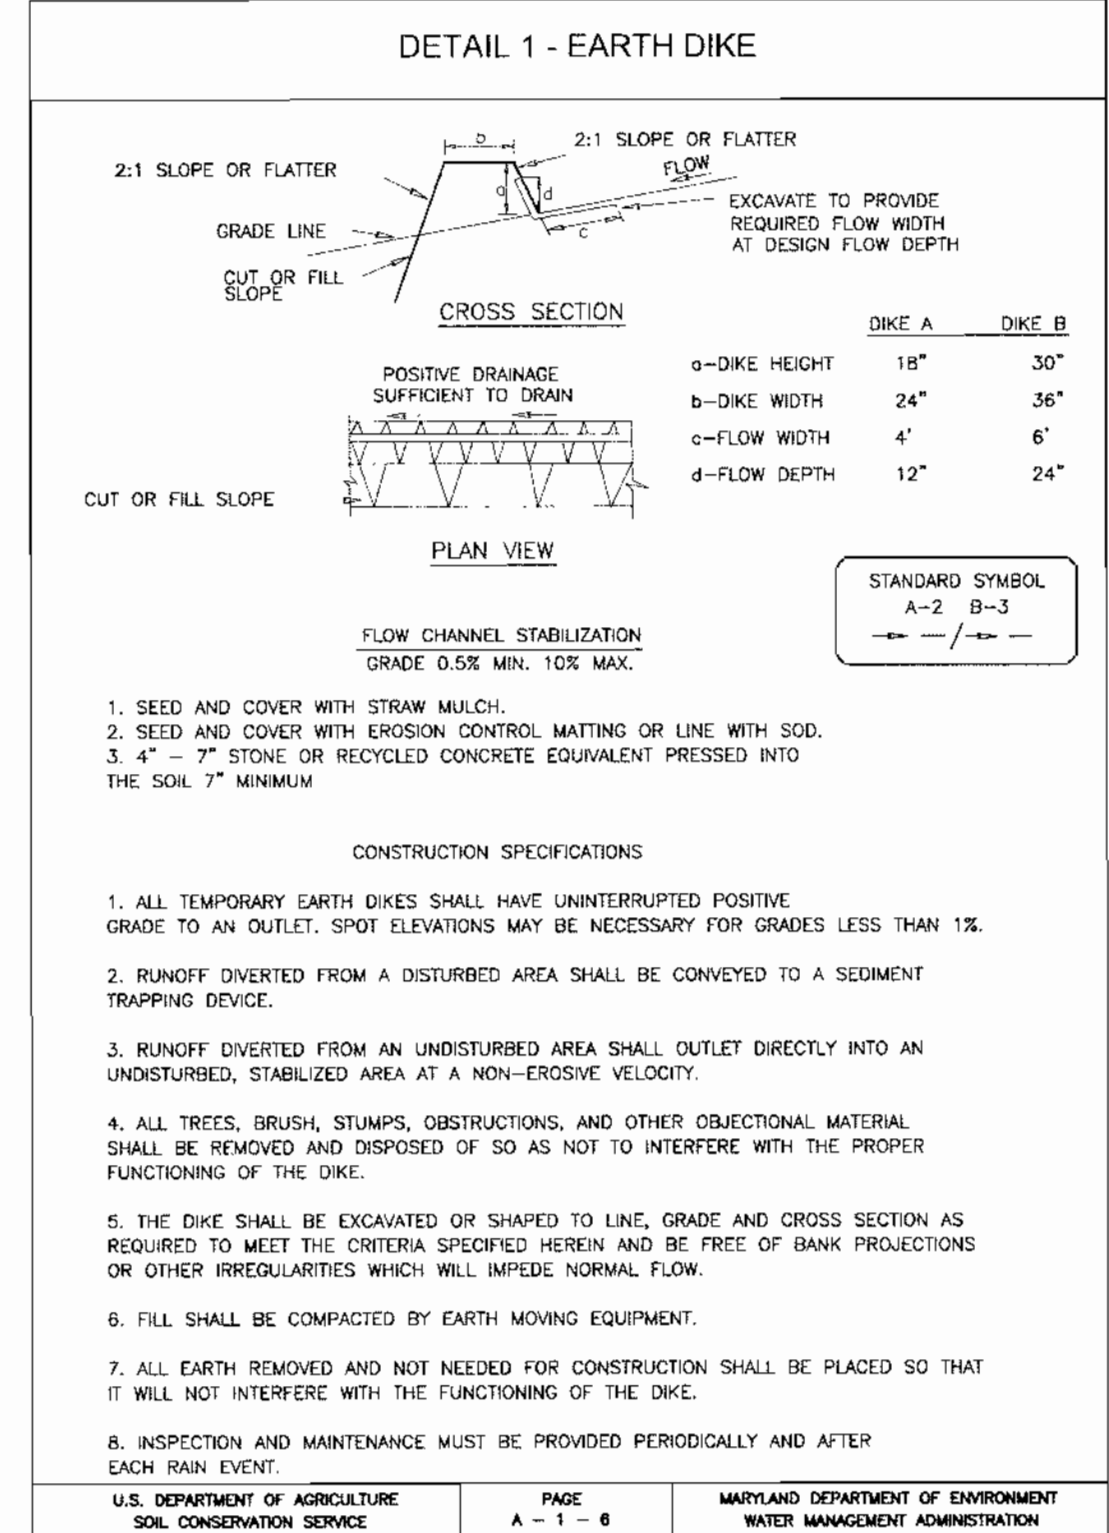 DETAIL 1 - EARTH DIKE
b
2:1 SLOPE OR FLATTER
2:1 SLOPE OR FLATTER
FLOW
a
d
EXCAVATE TO PROVIDE
REQUIRED FLOW WIDTH
AT DESIGN FLOW DEPTH
GRADE LINE
c
CUT OR FILL
SLOPE
CROSS SECTION
DIKE A DIKE B
a-DIKE HEIGHT 18" 30"
b-DIKE WIDTH 24" 36"
c-FLOW WIDTH 4' 6'
d-FLOW DEPTH 12" 24"
POSITIVE DRAINAGE
SUFFICIENT TO DRAIN
CUT OR FILL SLOPE
PLAN VIEW
STANDARD SYMBOL
A-2 B-3
FLOW CHANNEL STABILIZATION
GRADE 0.5% MIN. 10% MAX.
1. SEED AND COVER WITH STRAW MULCH.
2. SEED AND COVER WITH EROSION CONTROL MATTING OR LINE WITH SOD.
3. 4" - 7" STONE OR RECYCLED CONCRETE EQUIVALENT PRESSED INTO
THE SOIL 7" MINIMUM
CONSTRUCTION SPECIFICATIONS
1. ALL TEMPORARY EARTH DIKES SHALL HAVE UNINTERRUPTED POSITIVE
GRADE TO AN OUTLET. SPOT ELEVATIONS MAY BE NECESSARY FOR GRADES LESS THAN 1%.
2. RUNOFF DIVERTED FROM A DISTURBED AREA SHALL BE CONVEYED TO A SEDIMENT
TRAPPING DEVICE.
3. RUNOFF DIVERTED FROM AN UNDISTURBED AREA SHALL OUTLET DIRECTLY INTO AN
UNDISTURBED, STABILIZED AREA AT A NON-EROSIVE VELOCITY.
4. ALL TREES, BRUSH, STUMPS, OBSTRUCTIONS, AND OTHER OBJECTIONAL MATERIAL
SHALL BE REMOVED AND DISPOSED OF SO AS NOT TO INTERFERE WITH THE PROPER
FUNCTIONING OF THE DIKE.
5. THE DIKE SHALL BE EXCAVATED OR SHAPED TO LINE, GRADE AND CROSS SECTION AS
REQUIRED TO MEET THE CRITERIA SPECIFIED HEREIN AND BE FREE OF BANK PROJECTIONS
OR OTHER IRREGULARITIES WHICH WILL IMPEDE NORMAL FLOW.
6. FILL SHALL BE COMPACTED BY EARTH MOVING EQUIPMENT.
7. ALL EARTH REMOVED AND NOT NEEDED FOR CONSTRUCTION SHALL BE PLACED SO THAT
IT WILL NOT INTERFERE WITH THE FUNCTIONING OF THE DIKE.
8. INSPECTION AND MAINTENANCE MUST BE PROVIDED PERIODICALLY AND AFTER
EACH RAIN EVENT.
U.S. DEPARTMENT OF AGRICULTURE
SOIL CONSERVATION SERVICE
PAGE
A - 1 - 6
MARYLAND DEPARTMENT OF ENVIRONMENT
WATER MANAGEMENT ADMINISTRATION